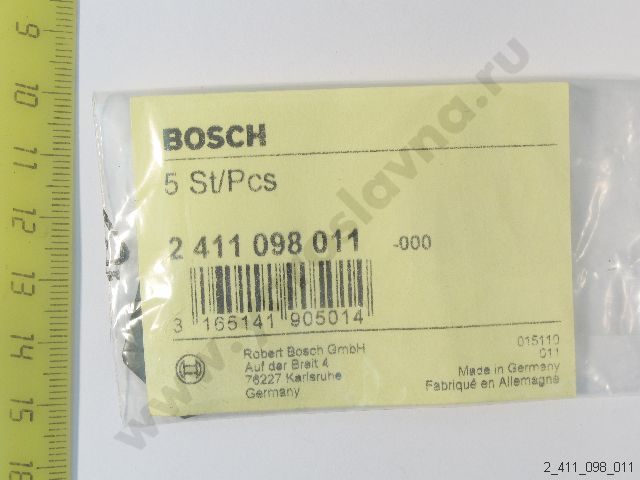 BOSCH
5 St/Pcs
2 411 098 011 -000
3 165141 905014
Robert Bosch GmbH
Auf der Breit 4
76227 Karlsruhe
Germany
015110
011
Made in Germany
Fabriqué en Allemagne
9
10
11
12
13
14
15
2_411_098_011